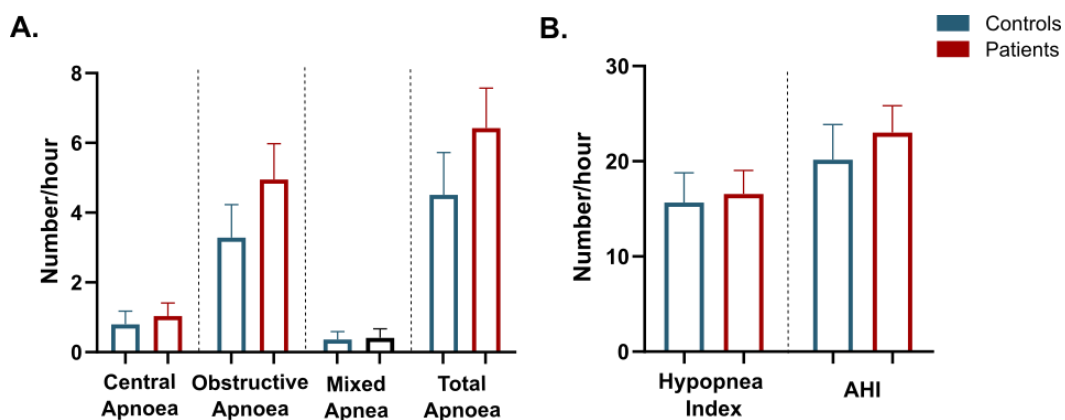 A.
Number/hour
8
6
4
2
0
Central
Apnoea
Obstructive
Apnoea
Mixed
Apnea
Total
Apnoea
B.
Number/hour
30
20
10
0
Hypopnea
Index
AHI
Controls
Patients